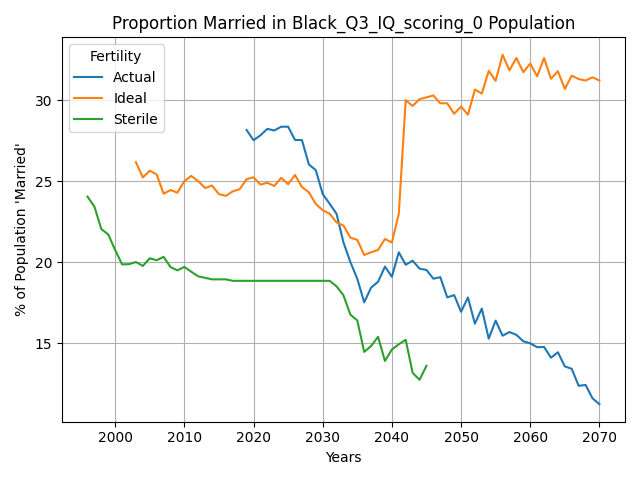 Proportion Married in Black_Q3_IQ_scoring_0 Population
Fertility
Actual
Ideal
Sterile
% of Population 'Married'
30
25
20
15
2000 2010 2020 2030 2040 2050 2060 2070
Years